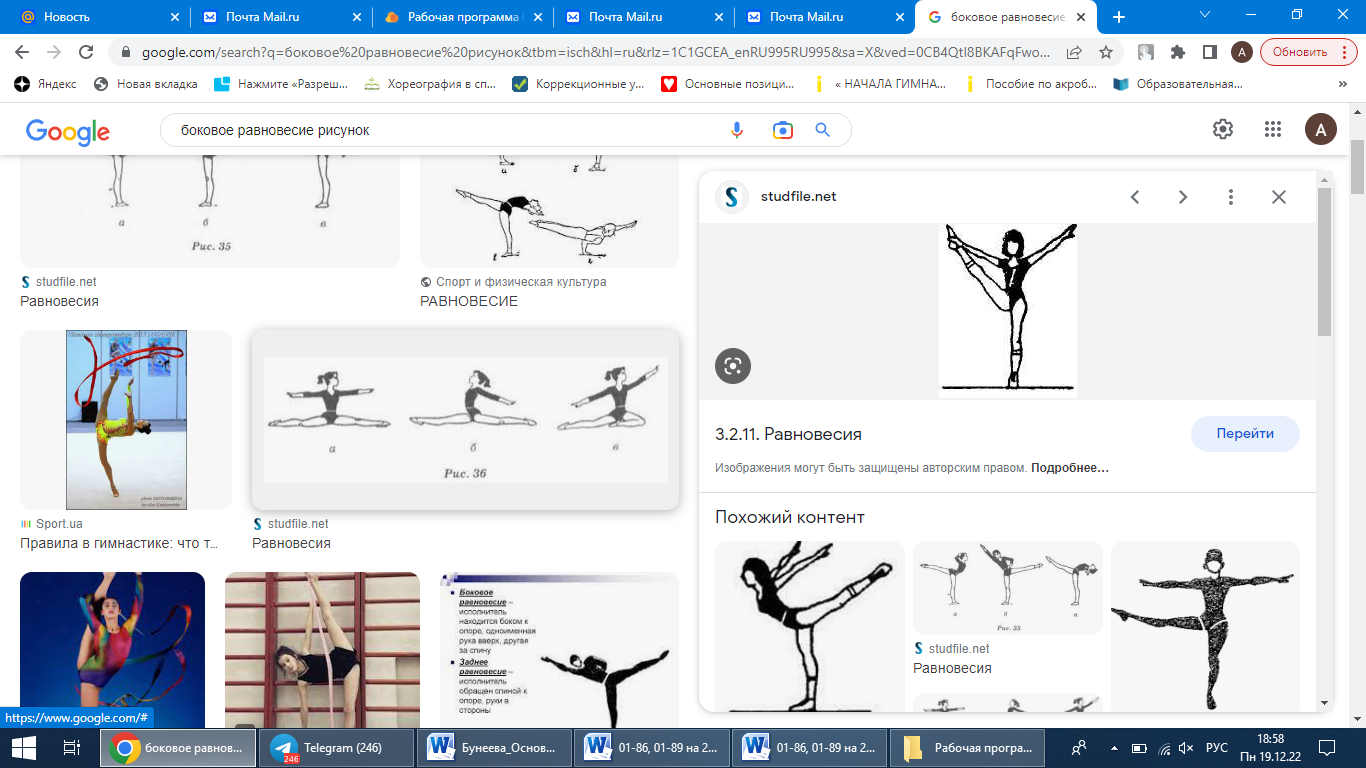 Новость
Почта Mail.ru
Рабочая программа
Почта Mail.ru
Почта Mail.ru
боковое равновесие
google.com/search?q=боковое%20равновесие%20рисунок&tbm=isch&hl=ru&rlz=1C1GCEA_enRU995RU995&sa=X&ved=0CB4QtI8BKAFqFwo...
A
Обновить
Яндекс
Новая вкладка
Нажмите «Разреш...
Хореография в сп...
Коррекционные у...
Основные позици...
« НАЧАЛА ГИМНА...
Пособие по акроб...
Образовательная...
»
Google
боковое равновесие рисунок
A
а
б
в
Рис. 35
а
б
studfile.net
Равновесия
Спорт и физическая культура
РАВНОВЕСИЕ
Sport.ua
Правила в гимнастике: что т...
а
б
в
Рис. 36
studfile.net
Равновесия
Боковое
равновесие –
исполнитель
находится боком к
опоре, одноименная
рука вверх, другая
за спину
Заднее
равновесие –
исполнитель
обращен спиной к
опоре, руки в
стороны
studfile.net
3.2.11. Равновесия
Перейти
Изображения могут быть защищены авторским правом. Подробнее...
Похожий контент
а
б
в
Рис. 35
studfile.net
Равновесия
https://www.google.com/#
боковое равнов...
Telegram (246)
246
Бунеева_Основ...
01-86, 01-89 на 2...
01-86, 01-89 на 2...
Рабочая програ...
РУС
18:58
Пн 19.12.22